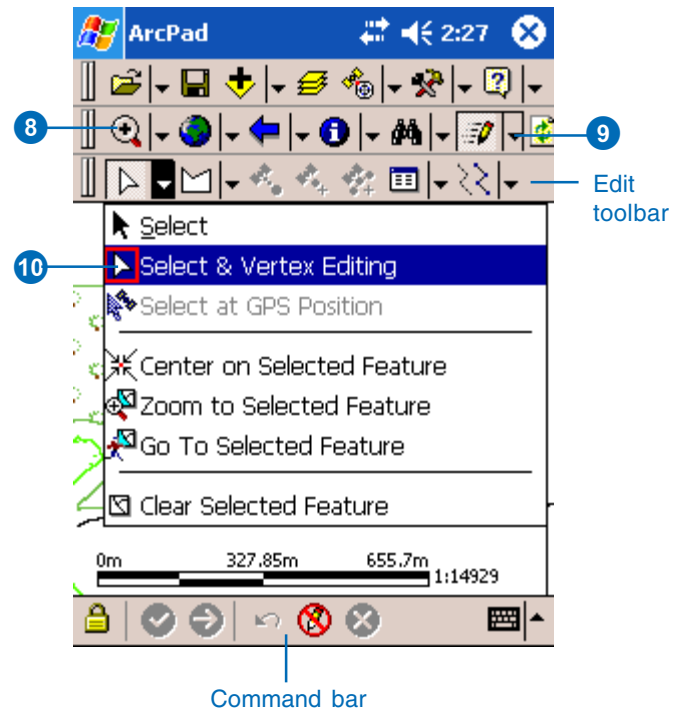 ArcPad 2:27
8
9
Edit
toolbar
Select
10
Select & Vertex Editing
Select at GPS Position
Center on Selected Feature
Zoom to Selected Feature
Go To Selected Feature
Clear Selected Feature
0m 327.85m 655.7m
1:14929
Command bar